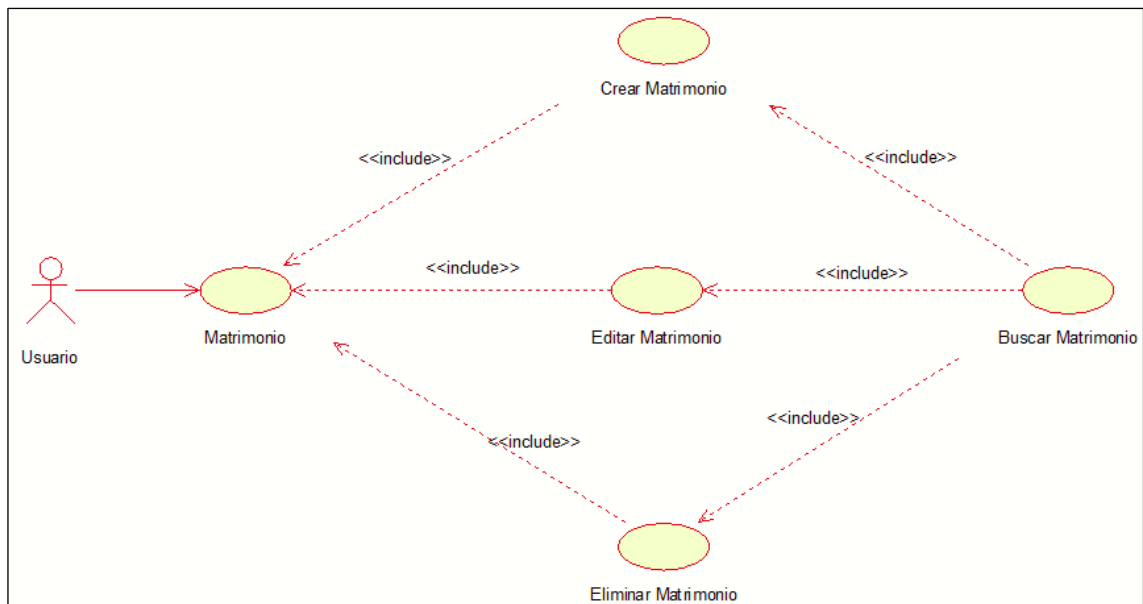 Crear Matrimonio
<<include>>
<<include>>
<<include>>
<<include>>
Usuario
Matrimonio
Editar Matrimonio
Buscar Matrimonio
<<include>>
<<include>>
Eliminar Matrimonio